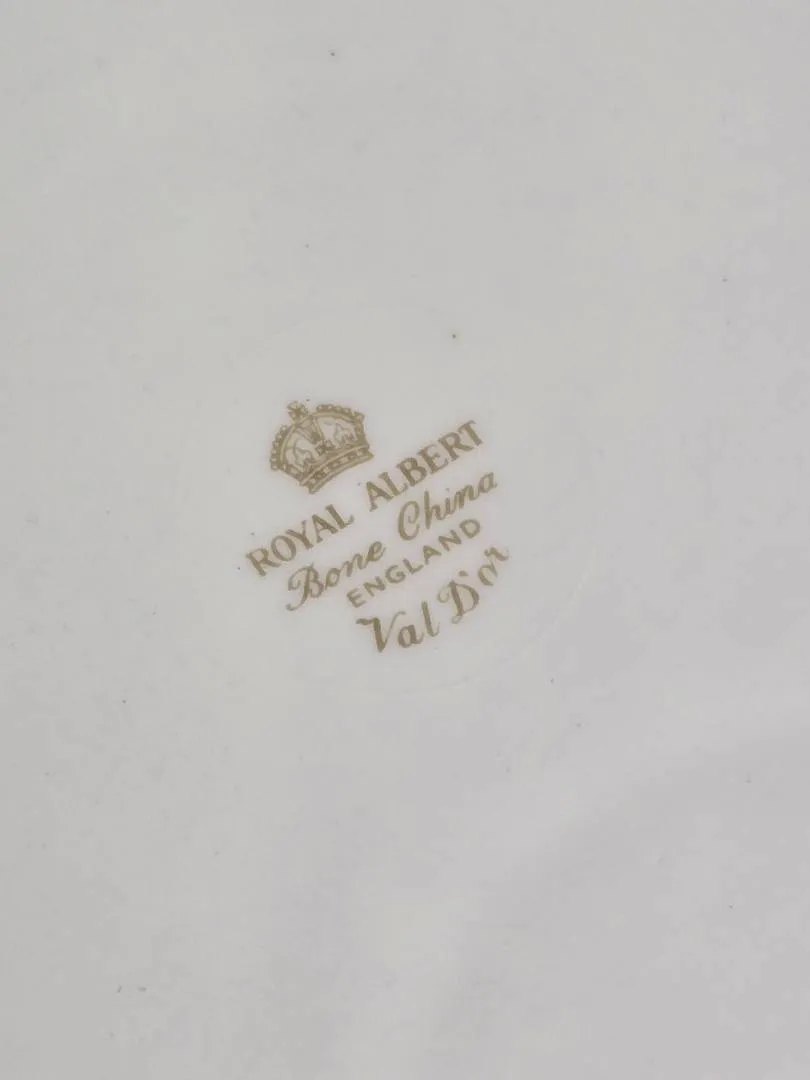 ROYAL ALBERT
Bone China
ENGLAND
Val D'or